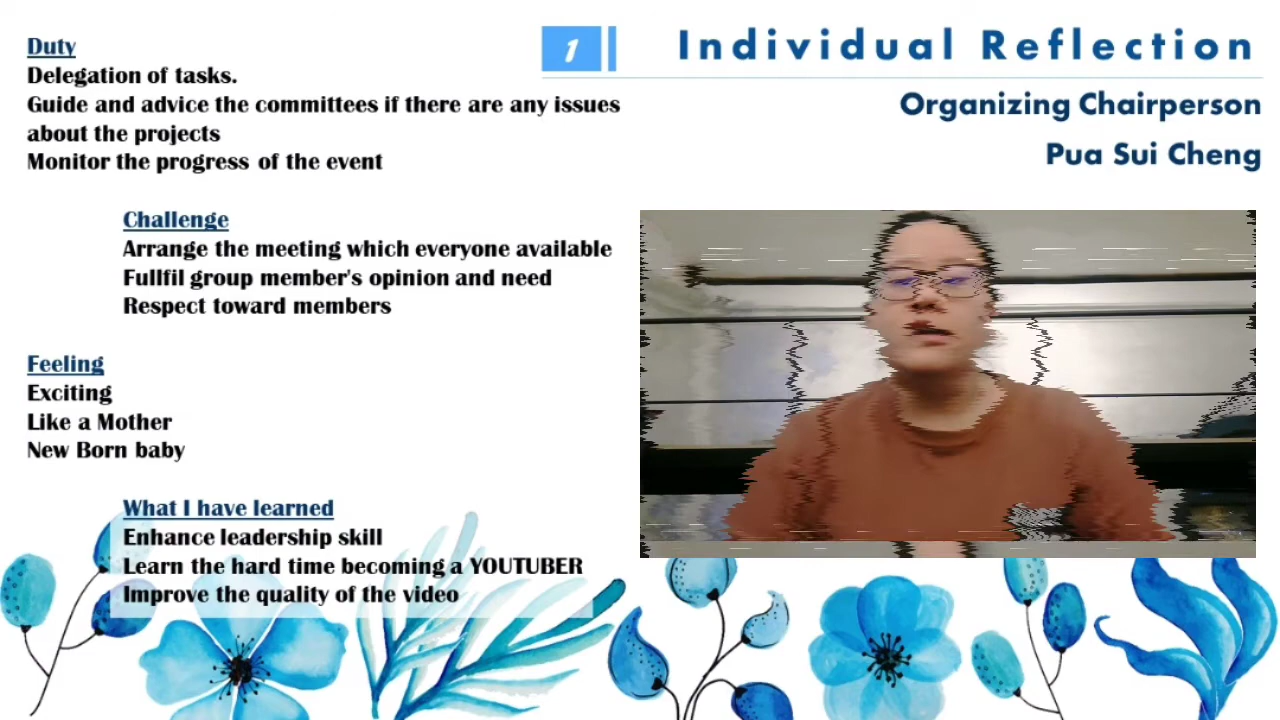 1
Individual Reflection
Organizing Chairperson
Pua Sui Cheng
Duty
Delegation of tasks.
Guide and advice the committees if there are any issues
about the projects
Monitor the progress of the event
Challenge
Arrange the meeting which everyone available
Fullfil group member's opinion and need
Respect toward members
Feeling
Exciting
Like a Mother
New Born baby
What I have learned
Enhance leadership skill
Learn the hard time becoming a YOUTUBER
Improve the quality of the video